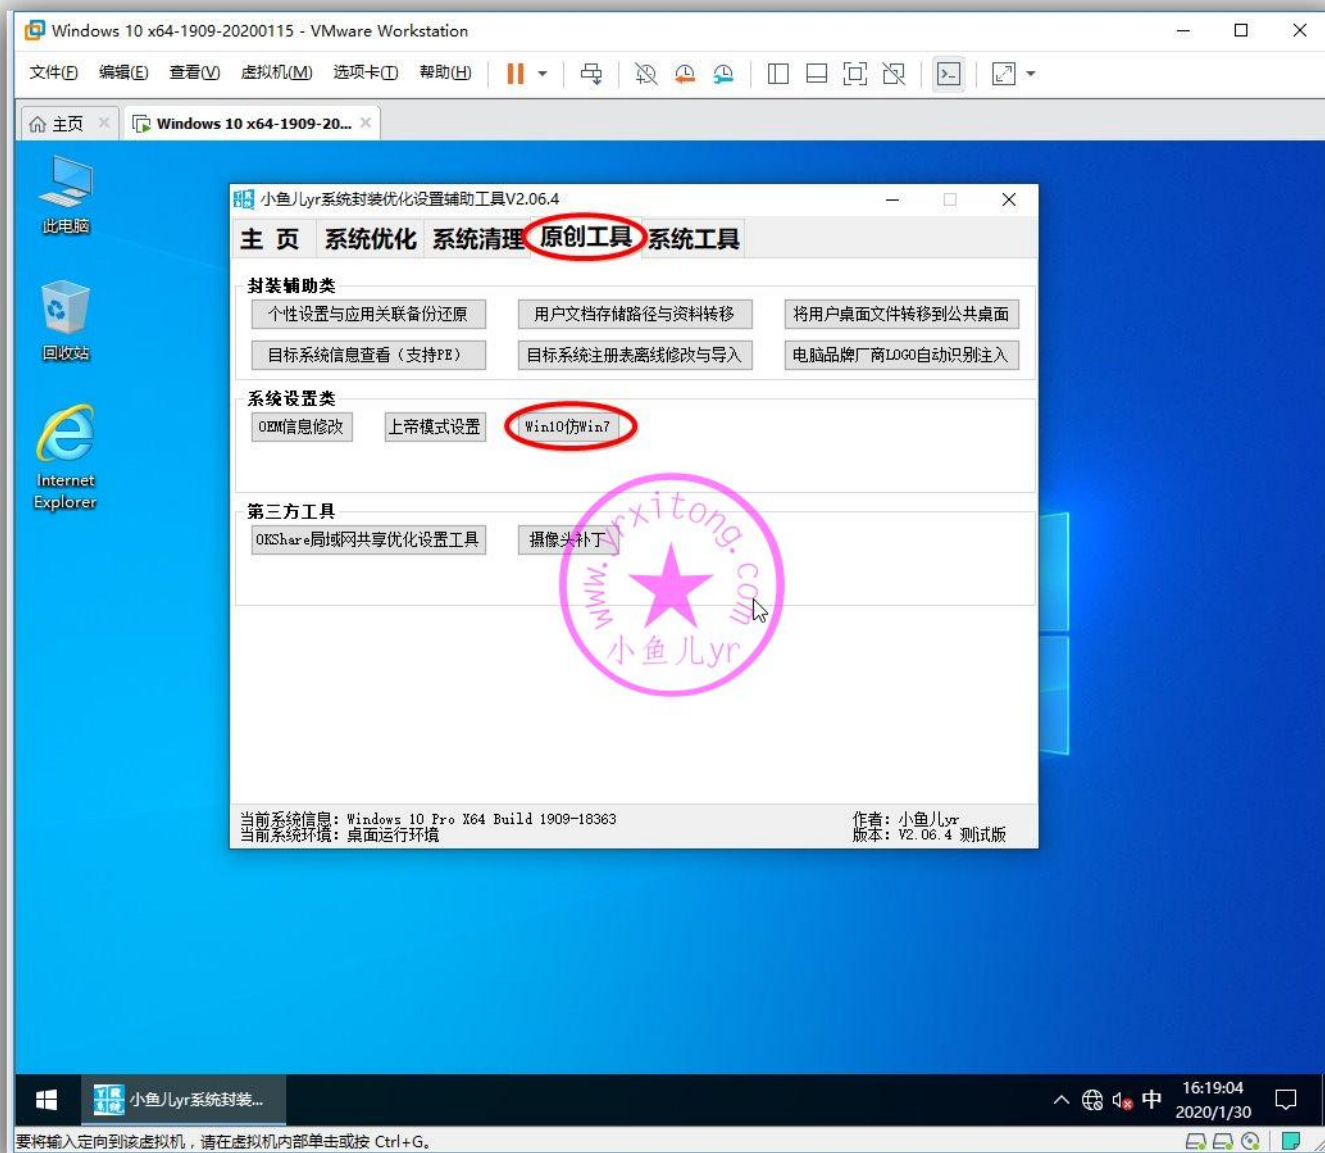 Windows 10 x64-1909-20200115 - VMware Workstation
文件(F) 编辑(E) 查看(V) 虚拟机(M) 选项卡(T) 帮助(H)
主页 Windows 10 x64-1909-20...
此电脑
回收站
Internet Explorer
小鱼儿yr系统封装优化设置辅助工具V2.06.4
主 页 系统优化 系统清理 原创工具 系统工具
封装辅助类
个性设置与应用关联备份还原 用户文档存储路径与资料转移 将用户桌面文件转移到公共桌面
目标系统信息查看（支持PE） 目标系统注册表离线修改与导入 电脑品牌厂商LOGO自动识别注入
系统设置类
OEM信息修改 上帝模式设置 Win10仿Win7
第三方工具
OKShare局域网共享优化设置工具 摄像头补丁
www.yrxitong.com
小鱼儿yr
当前系统信息：Windows 10 Pro X64 Build 1909-18363 作者：小鱼儿yr
当前系统环境：桌面运行环境 版本：V2.06.4 测试版
小鱼儿yr系统封装... 中 16:19:04
2020/1/30
要将输入定向到该虚拟机，请在虚拟机内部单击或按 Ctrl+G。